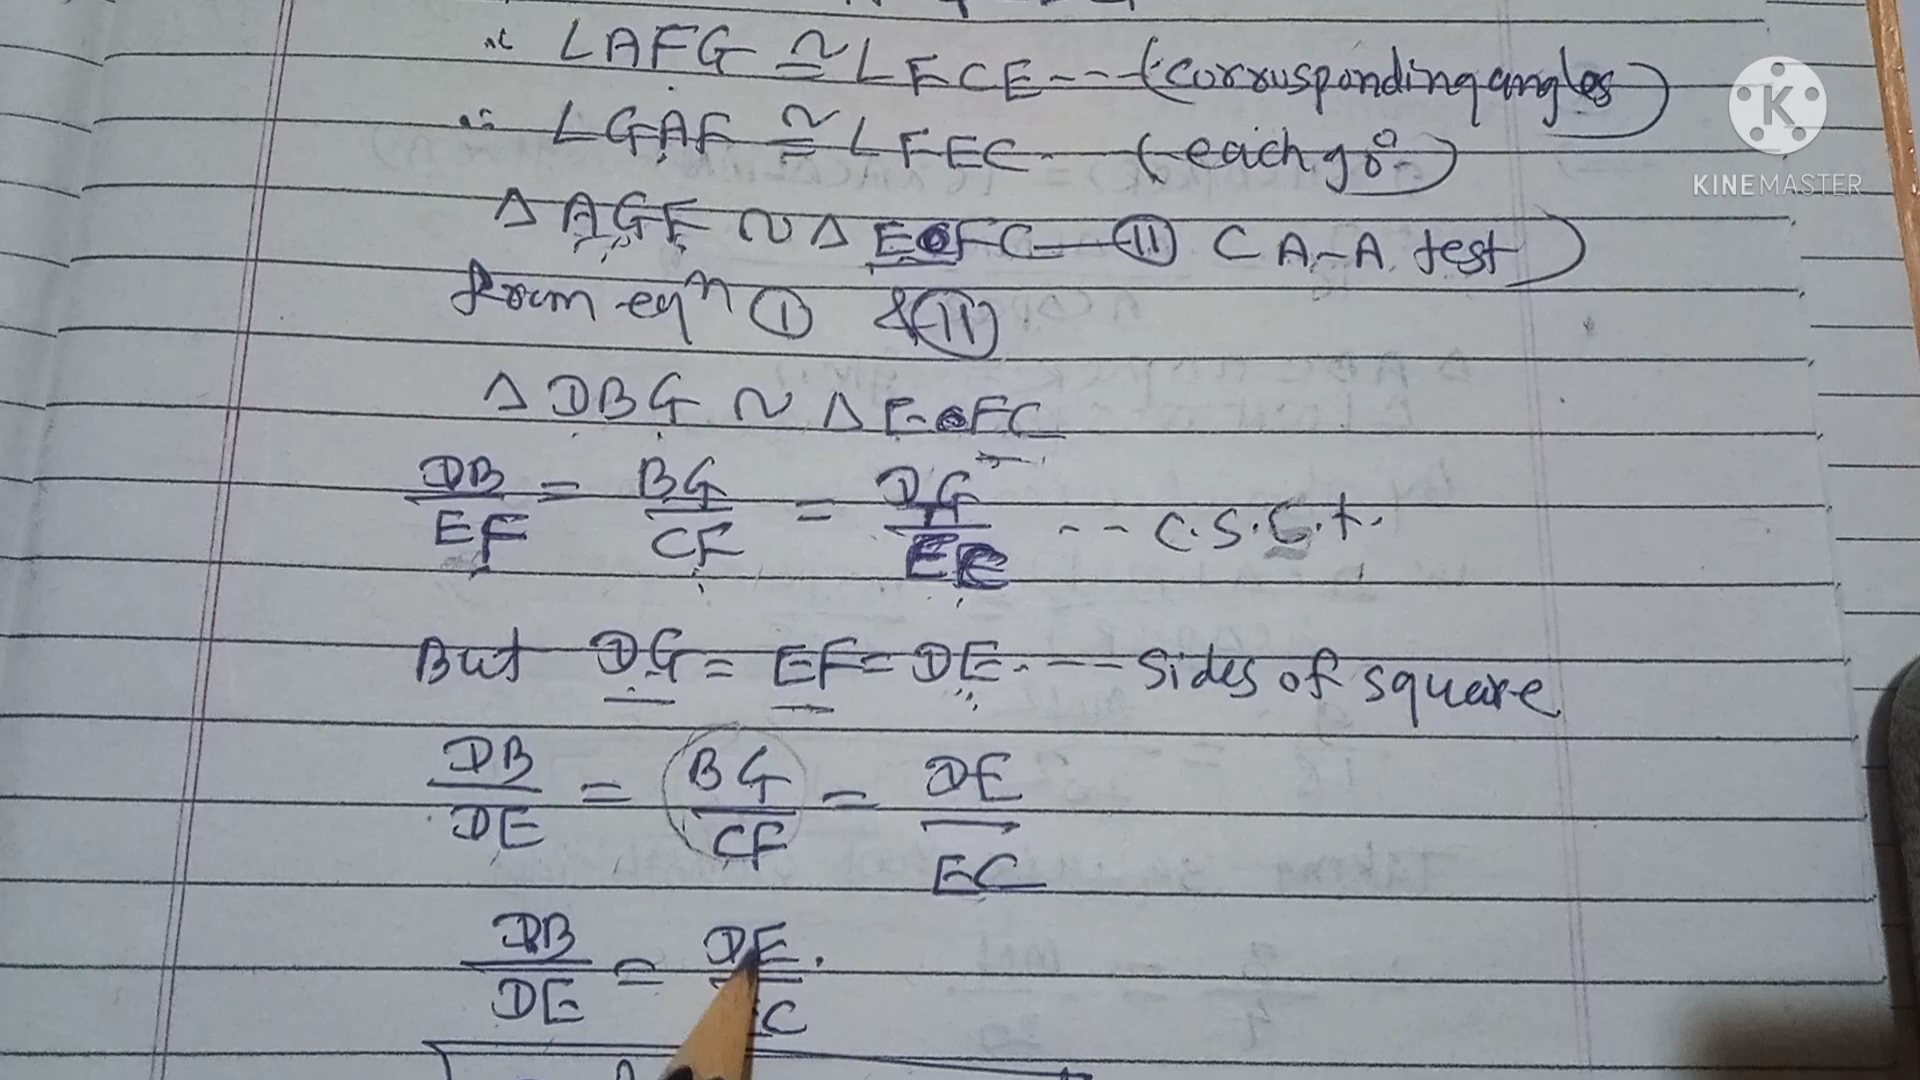 ∴ ∠AFG ≅ ∠FCE --- (corrusponding angles)
∴ ∠GAF ≅ ∠FEC -- (each 90°)
K
KINEMASTER
Δ AGF ~ Δ EFC — (II) (A-A test)
from eqn (I) & (II)
Δ DBG ~ Δ EFC
DB/EF = BG/CF = DG/EC --- c.s.s.t.
But DG = EF = DE ---- sides of square
DB/DE = BG/CF = DE/EC
DB/DE = DE/ C